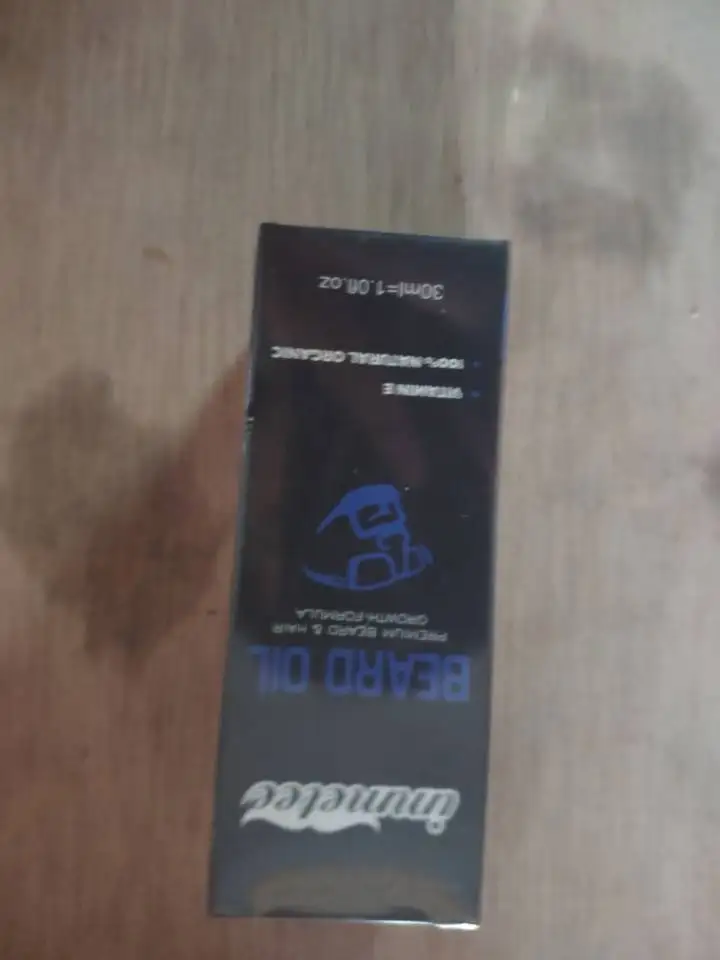 BEARD OIL
PREMIUM BEARD & HAIR
GROWTH FORMULA
- VITAMIN E
- 100% NATURAL ORGANIC
30ml=1.0fl.oz